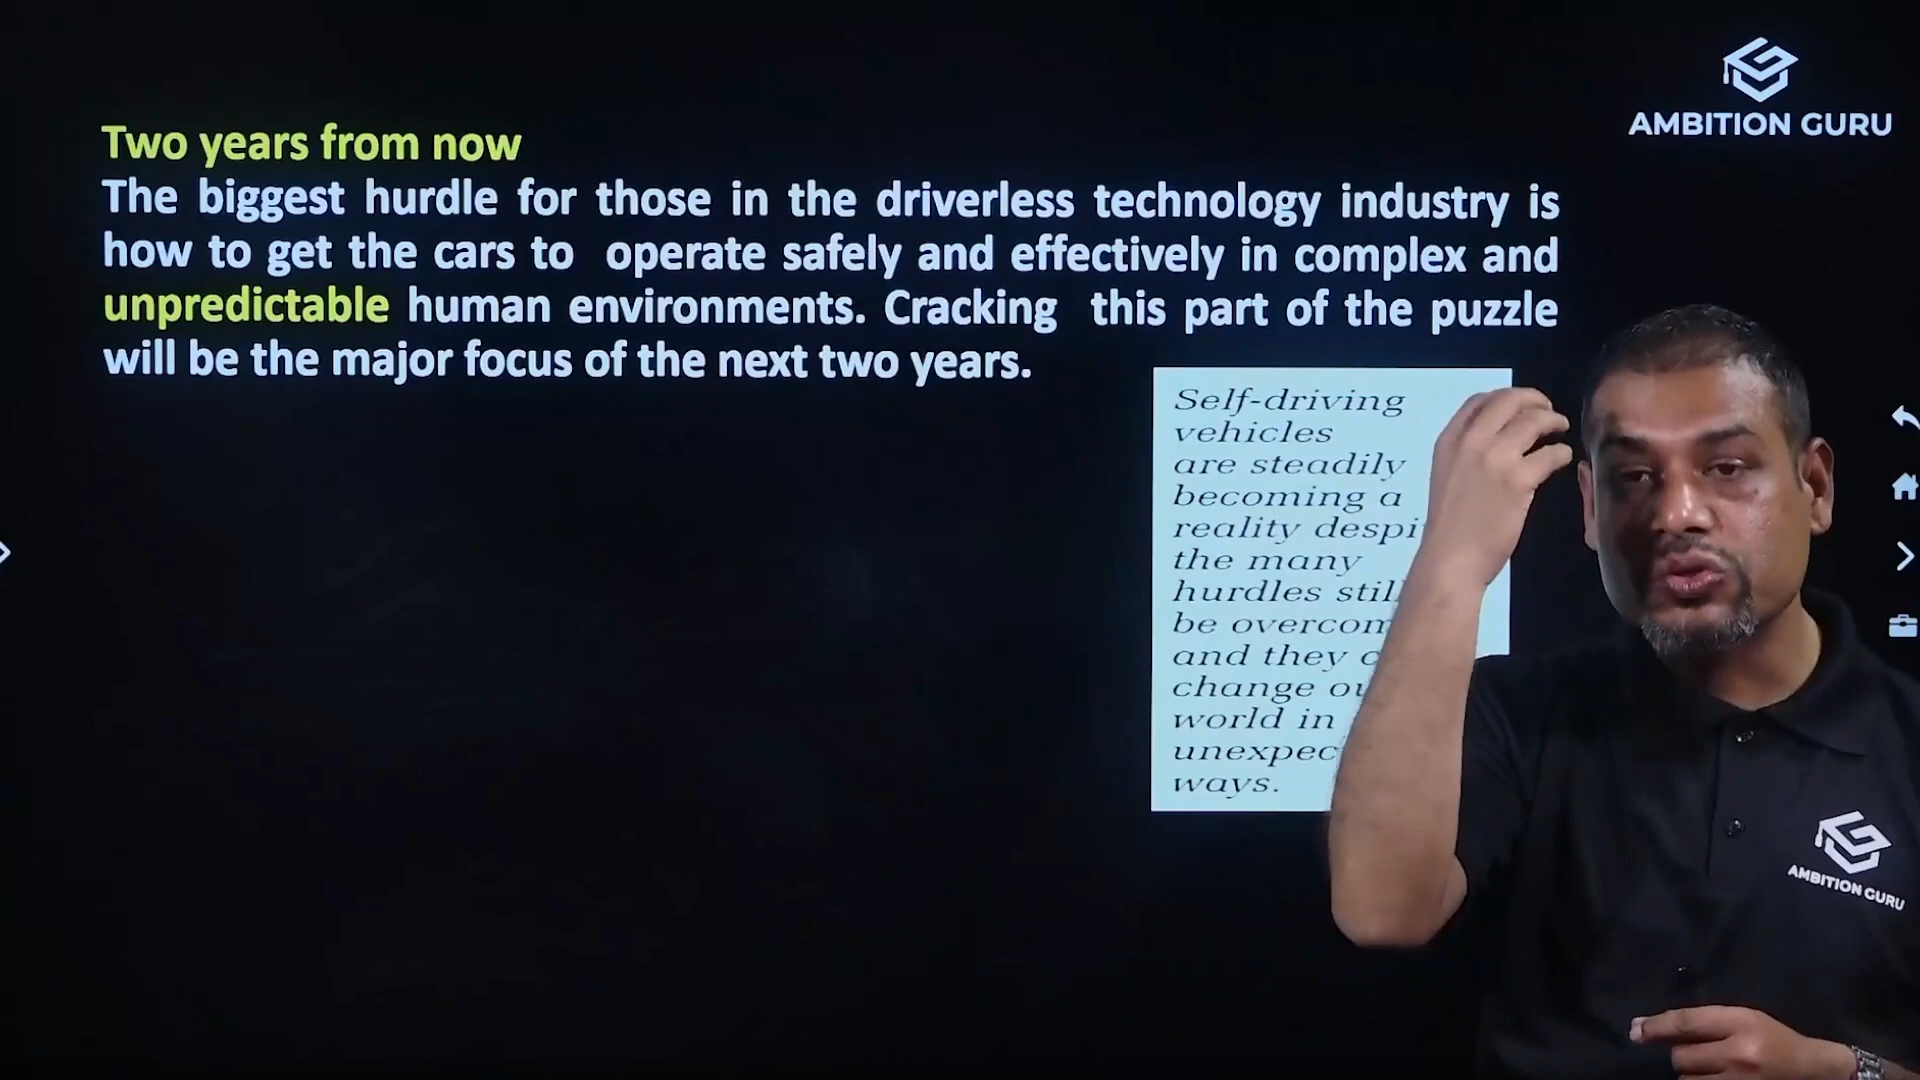 AMBITION GURU
Two years from now
The biggest hurdle for those in the driverless technology industry is
how to get the cars to operate safely and effectively in complex and
unpredictable human environments. Cracking this part of the puzzle
will be the major focus of the next two years.
Self-driving
vehicles
are steadily
becoming a
reality
the many
hurdles
be
and they
change
world in
ways.
AMBITION GURU